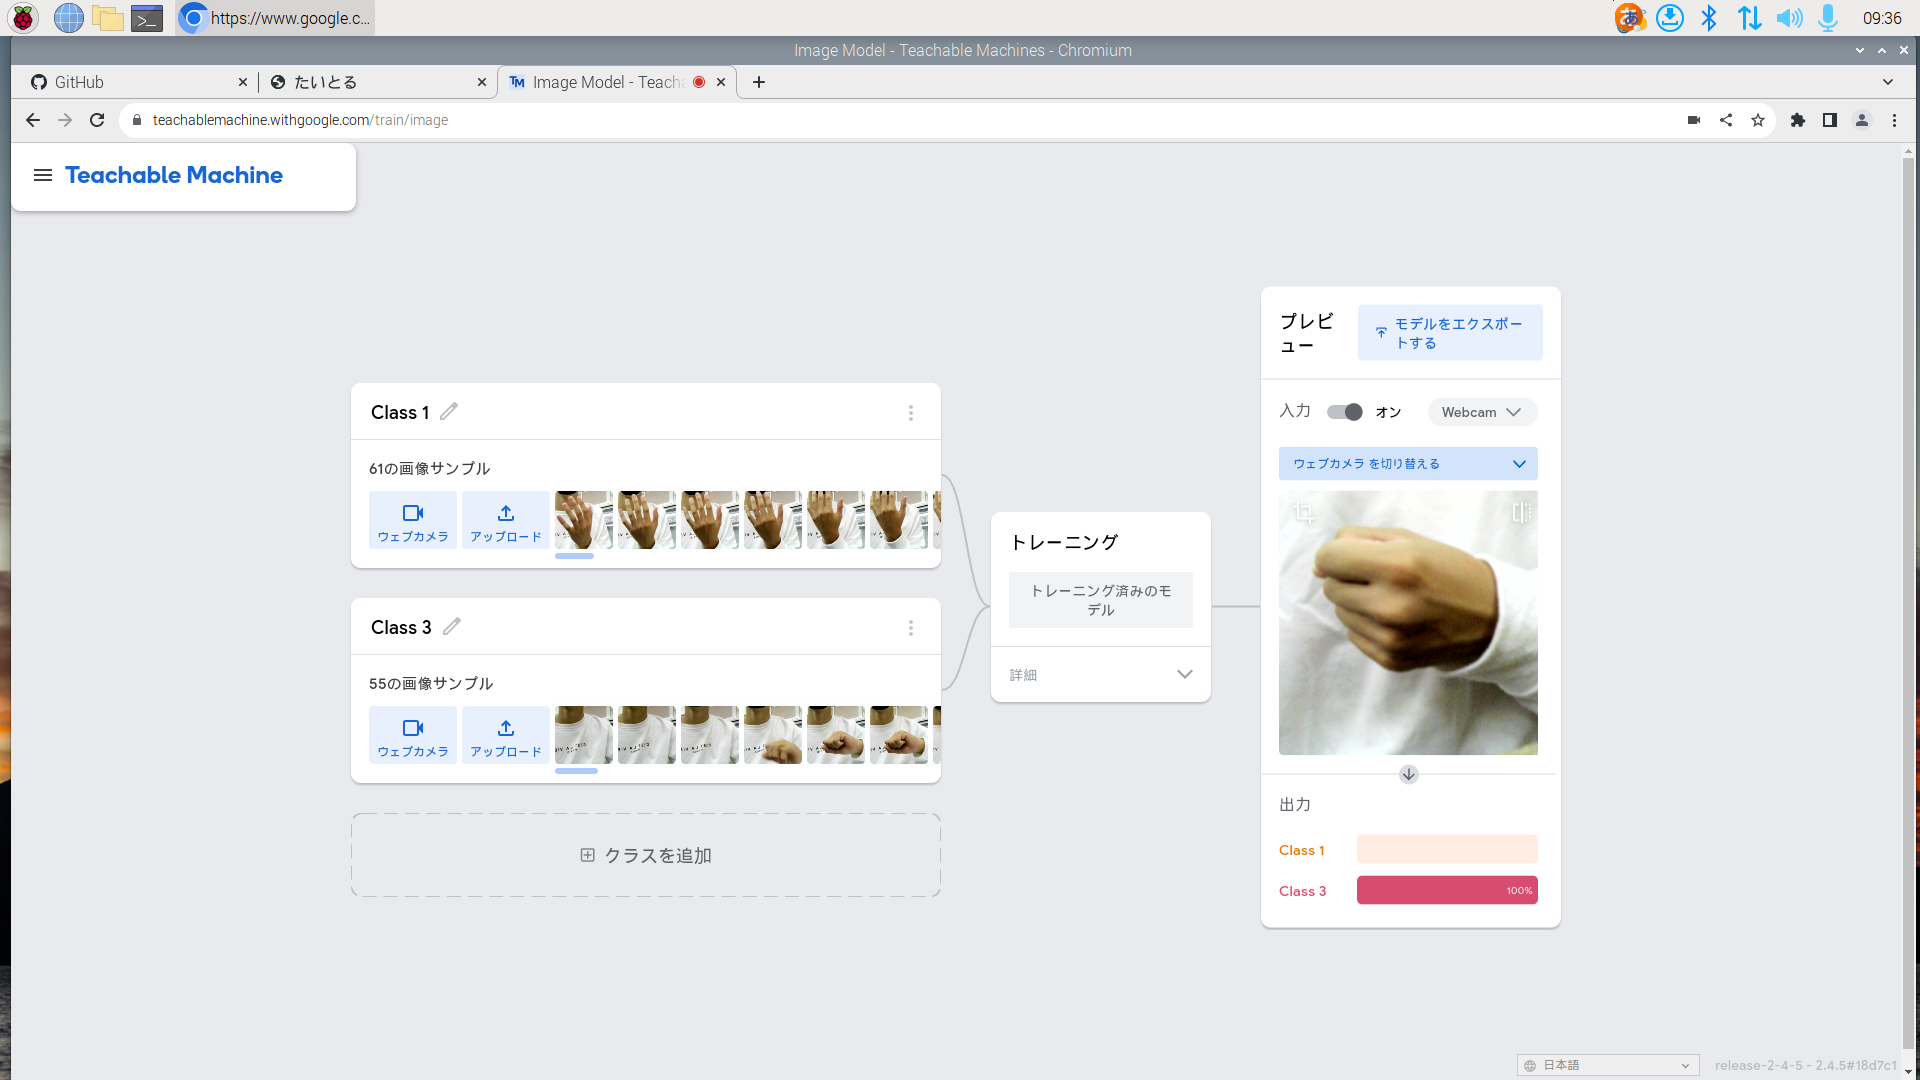 https://www.google.c...
09:36
Image Model - Teachable Machines - Chromium
GitHub
たいとる
Image Model - Teach
teachablemachine.withgoogle.com/train/image
Teachable Machine
Class 1
61の画像サンプル
ウェブカメラ
アップロード
Class 3
55の画像サンプル
ウェブカメラ
アップロード
クラスを追加
トレーニング
トレーニング済みのモ
デル
詳細
プレビ
ュー
モデルをエクスポー
トする
入力
オン
Webcam
ウェブカメラ を切り替える
出力
Class 1
Class 3
100%
日本語
release-2-4-5 - 2.4.5#18d7c1